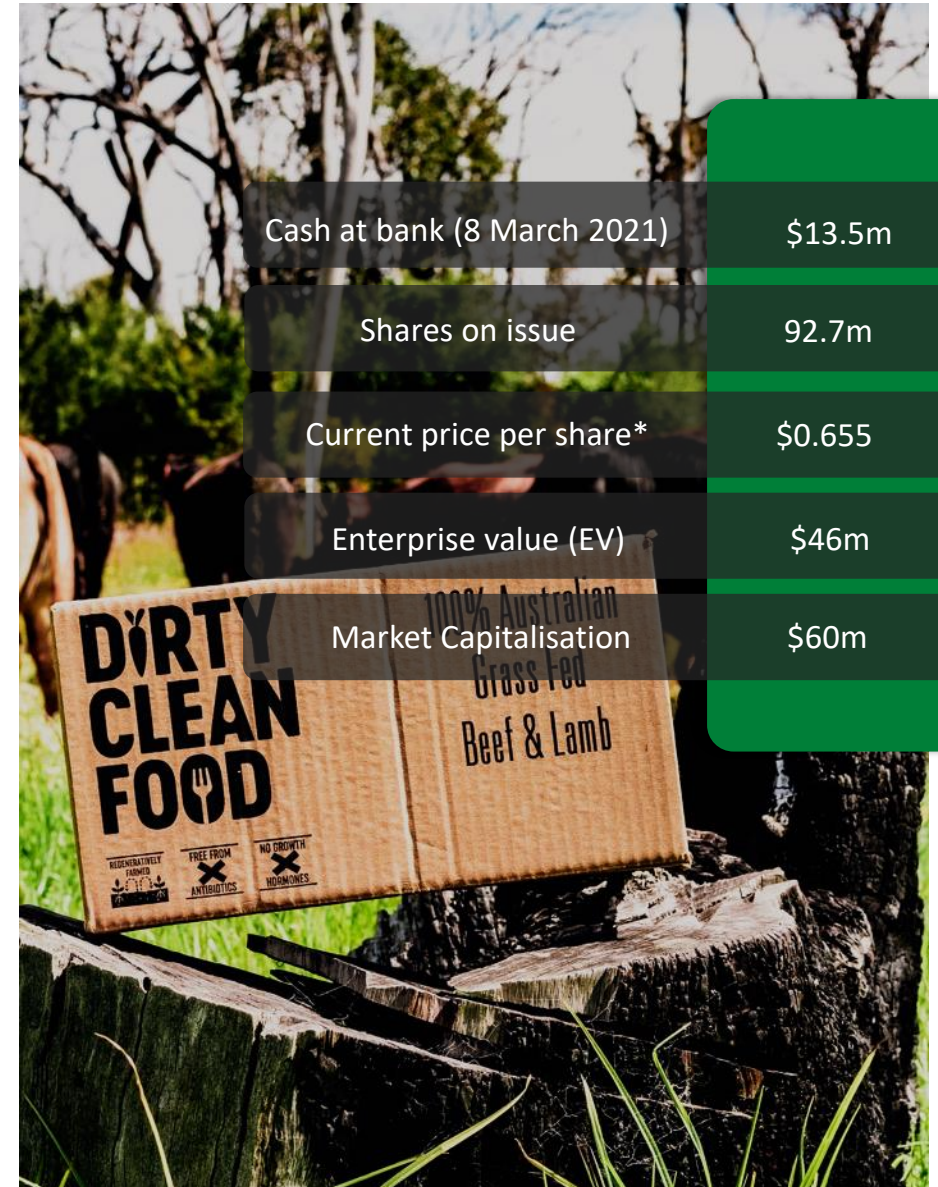 Cash at bank (8 March 2021) $13.5m
Shares on issue 92.7m
Current price per share* $0.655
Enterprise value (EV) $46m
Market Capitalisation $60m
DIRTY
CLEAN
FOOD
100% Australian
Grass Fed
Beef & Lamb
REGENERATIVELY
FARMED
FREE FROM
ANTIBIOTICS
NO GROWTH
HORMONES